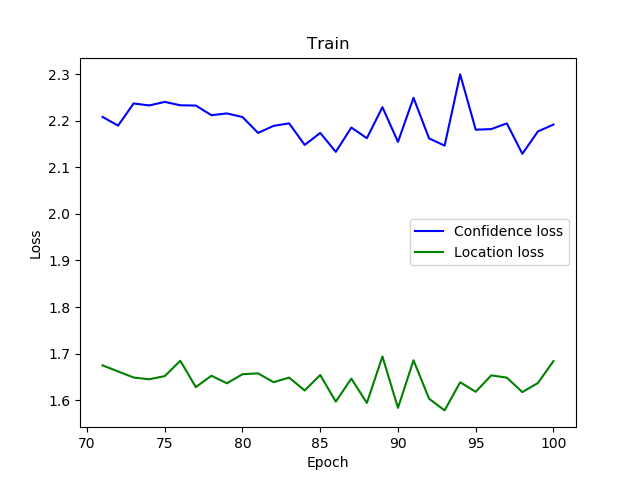 Train
2.3
2.2
2.1
2.0
1.9
1.8
1.7
1.6
Loss
Confidence loss
Location loss
70 75 80 85 90 95 100
Epoch